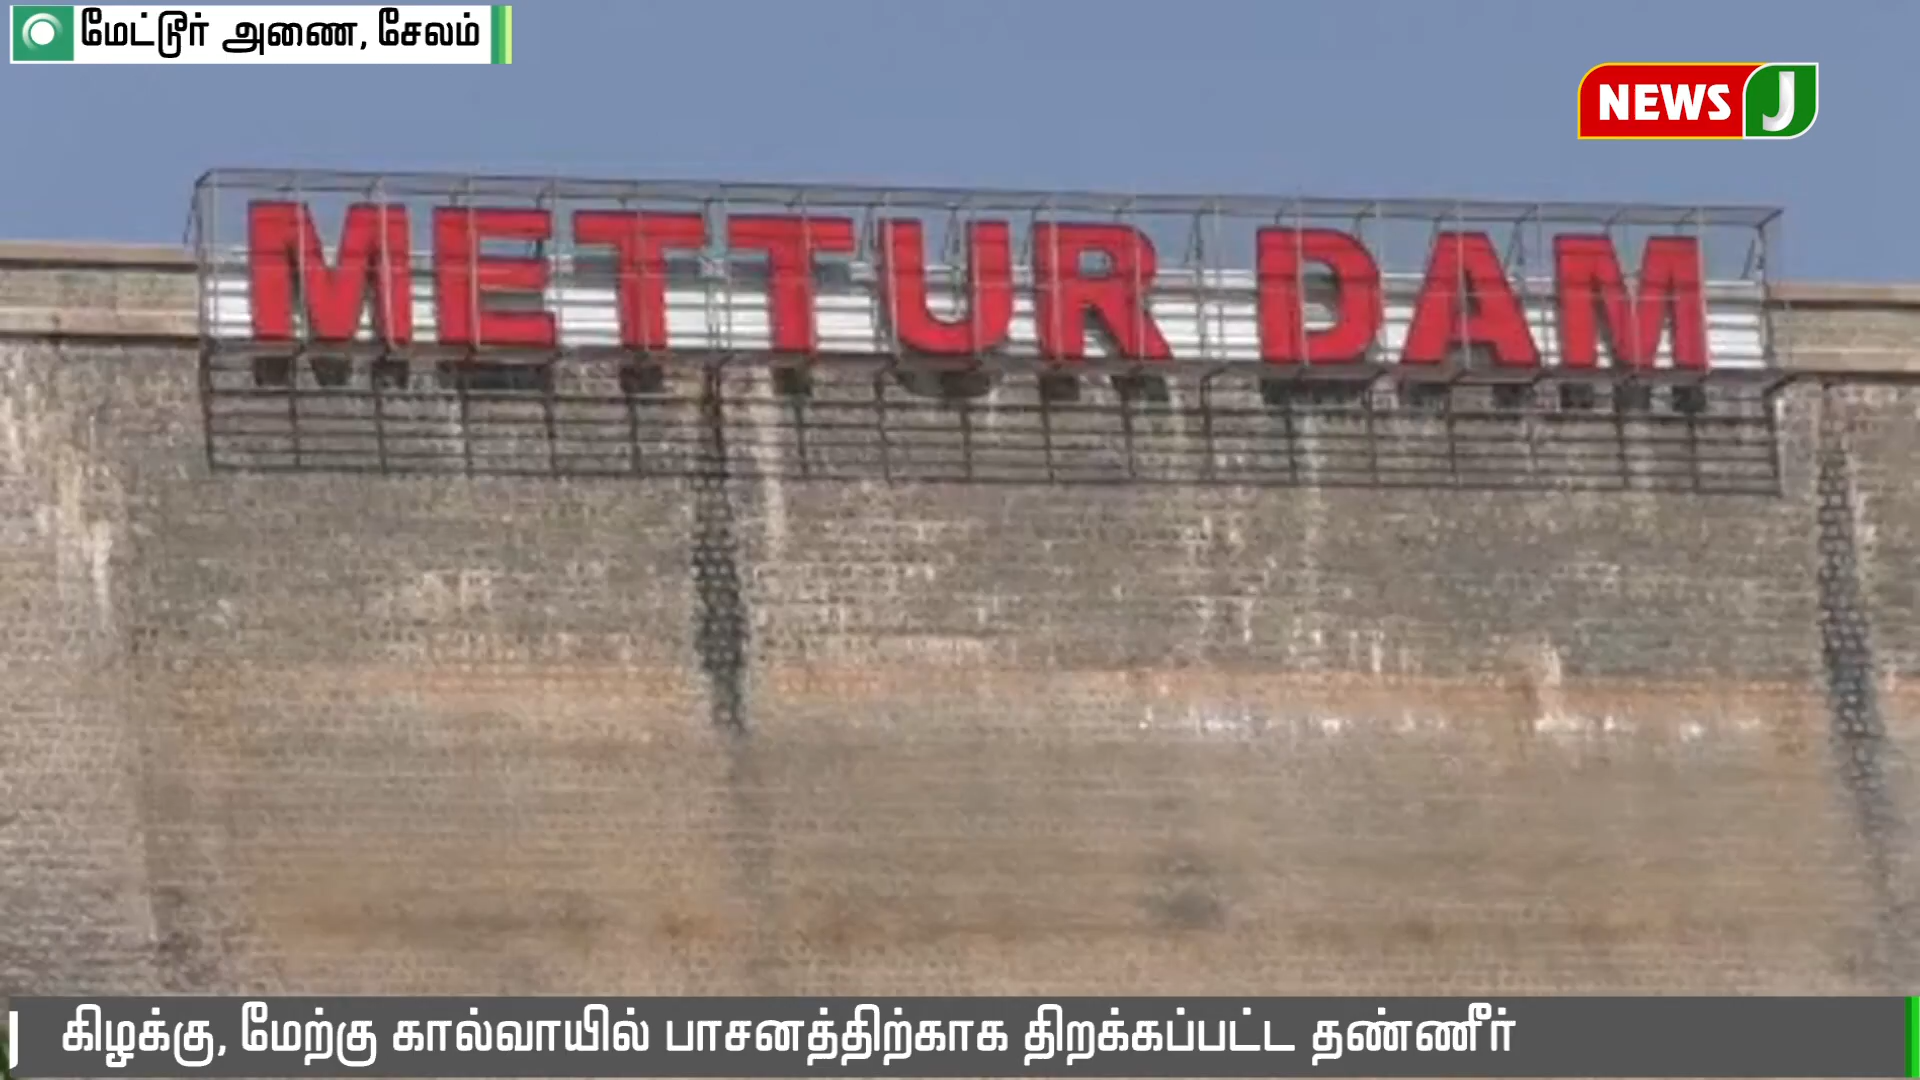 மேட்டூர் அணை, சேலம்
NEWS J
METTUR DAM
கிழக்கு, மேற்கு கால்வாயில் பாசனத்திற்காக திறக்கப்பட்ட தண்ணீர்